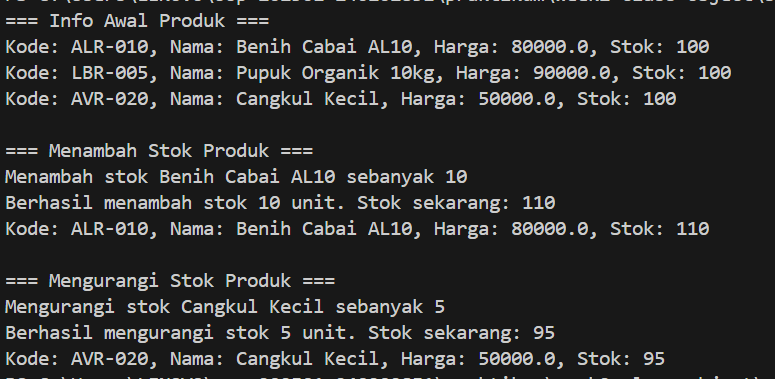 === Info Awal Produk ===
Kode: ALR-010, Nama: Benih Cabai AL10, Harga: 80000.0, Stok: 100
Kode: LBR-005, Nama: Pupuk Organik 10kg, Harga: 90000.0, Stok: 100
Kode: AVR-020, Nama: Cangkul Kecil, Harga: 50000.0, Stok: 100

=== Menambah Stok Produk ===
Menambah stok Benih Cabai AL10 sebanyak 10
Berhasil menambah stok 10 unit. Stok sekarang: 110
Kode: ALR-010, Nama: Benih Cabai AL10, Harga: 80000.0, Stok: 110

=== Mengurangi Stok Produk ===
Mengurangi stok Cangkul Kecil sebanyak 5
Berhasil mengurangi stok 5 unit. Stok sekarang: 95
Kode: AVR-020, Nama: Cangkul Kecil, Harga: 50000.0, Stok: 95